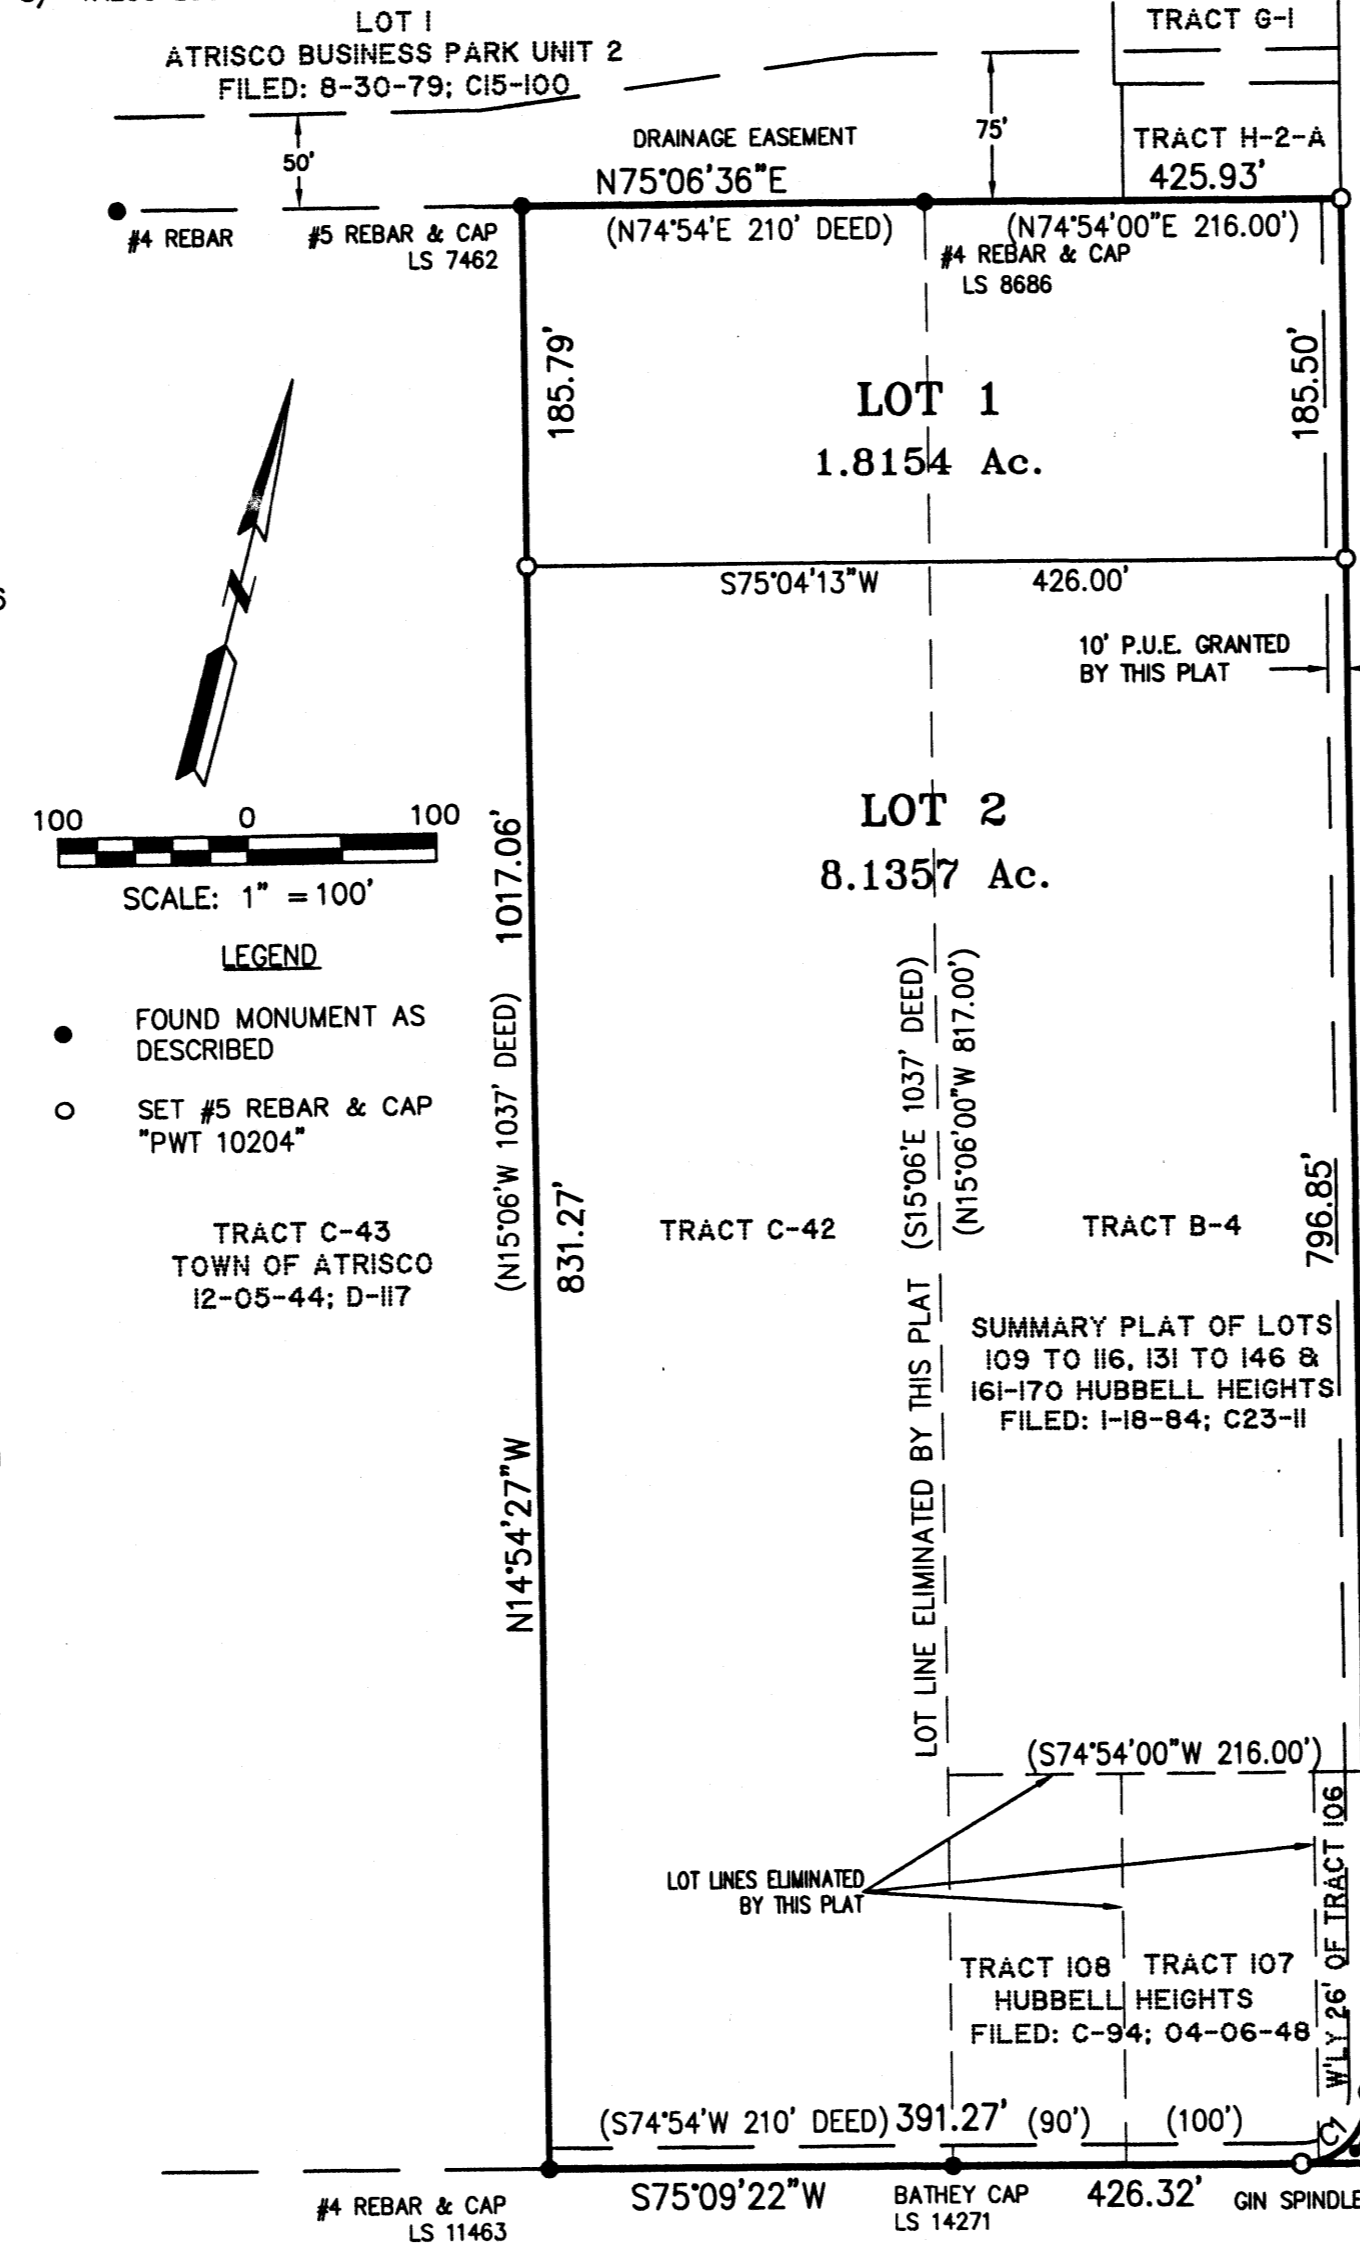 LOT 1
ATRISCO BUSINESS PARK UNIT 2
FILED: 8-30-79; C15-100
TRACT G-1
50'
DRAINAGE EASEMENT
75'
TRACT H-2-A
N75°06'36"E
425.93'
#4 REBAR
#5 REBAR & CAP
LS 7462
(N74°54'E 210' DEED)
(N74°54'00"E 216.00')
#4 REBAR & CAP
LS 8686
185.79'
185.50'
LOT 1
1.8154 Ac.
N
S75°04'13"W
426.00'
10' P.U.E. GRANTED
BY THIS PLAT
100 0 100
SCALE: 1" = 100'
LOT 2
8.1357 Ac.
LEGEND
FOUND MONUMENT AS
DESCRIBED
SET #5 REBAR & CAP
"PWT 10204"
(N15°06'W 1037' DEED) 1017.06'
831.27'
N14°54'27"W
TRACT C-43
TOWN OF ATRISCO
12-05-44; D-117
TRACT C-42
LOT LINE ELIMINATED BY THIS PLAT (S15°06'E 1037' DEED)
(N15°06'00"W 817.00')
TRACT B-4
796.85'
SUMMARY PLAT OF LOTS
109 TO 116, 131 TO 146 &
161-170 HUBBELL HEIGHTS
FILED: 1-18-84; C23-11
(S74°54'00"W 216.00')
LOT LINES ELIMINATED
BY THIS PLAT
TRACT 108 TRACT 107
HUBBELL HEIGHTS
FILED: C-94; 04-06-48
W'LY 26' OF TRACT 106
(S74°54'W 210' DEED) 391.27' (90') (100')
#4 REBAR & CAP
LS 11463
S75°09'22"W
BATHEY CAP
LS 14271
426.32'
GIN SPINDLE